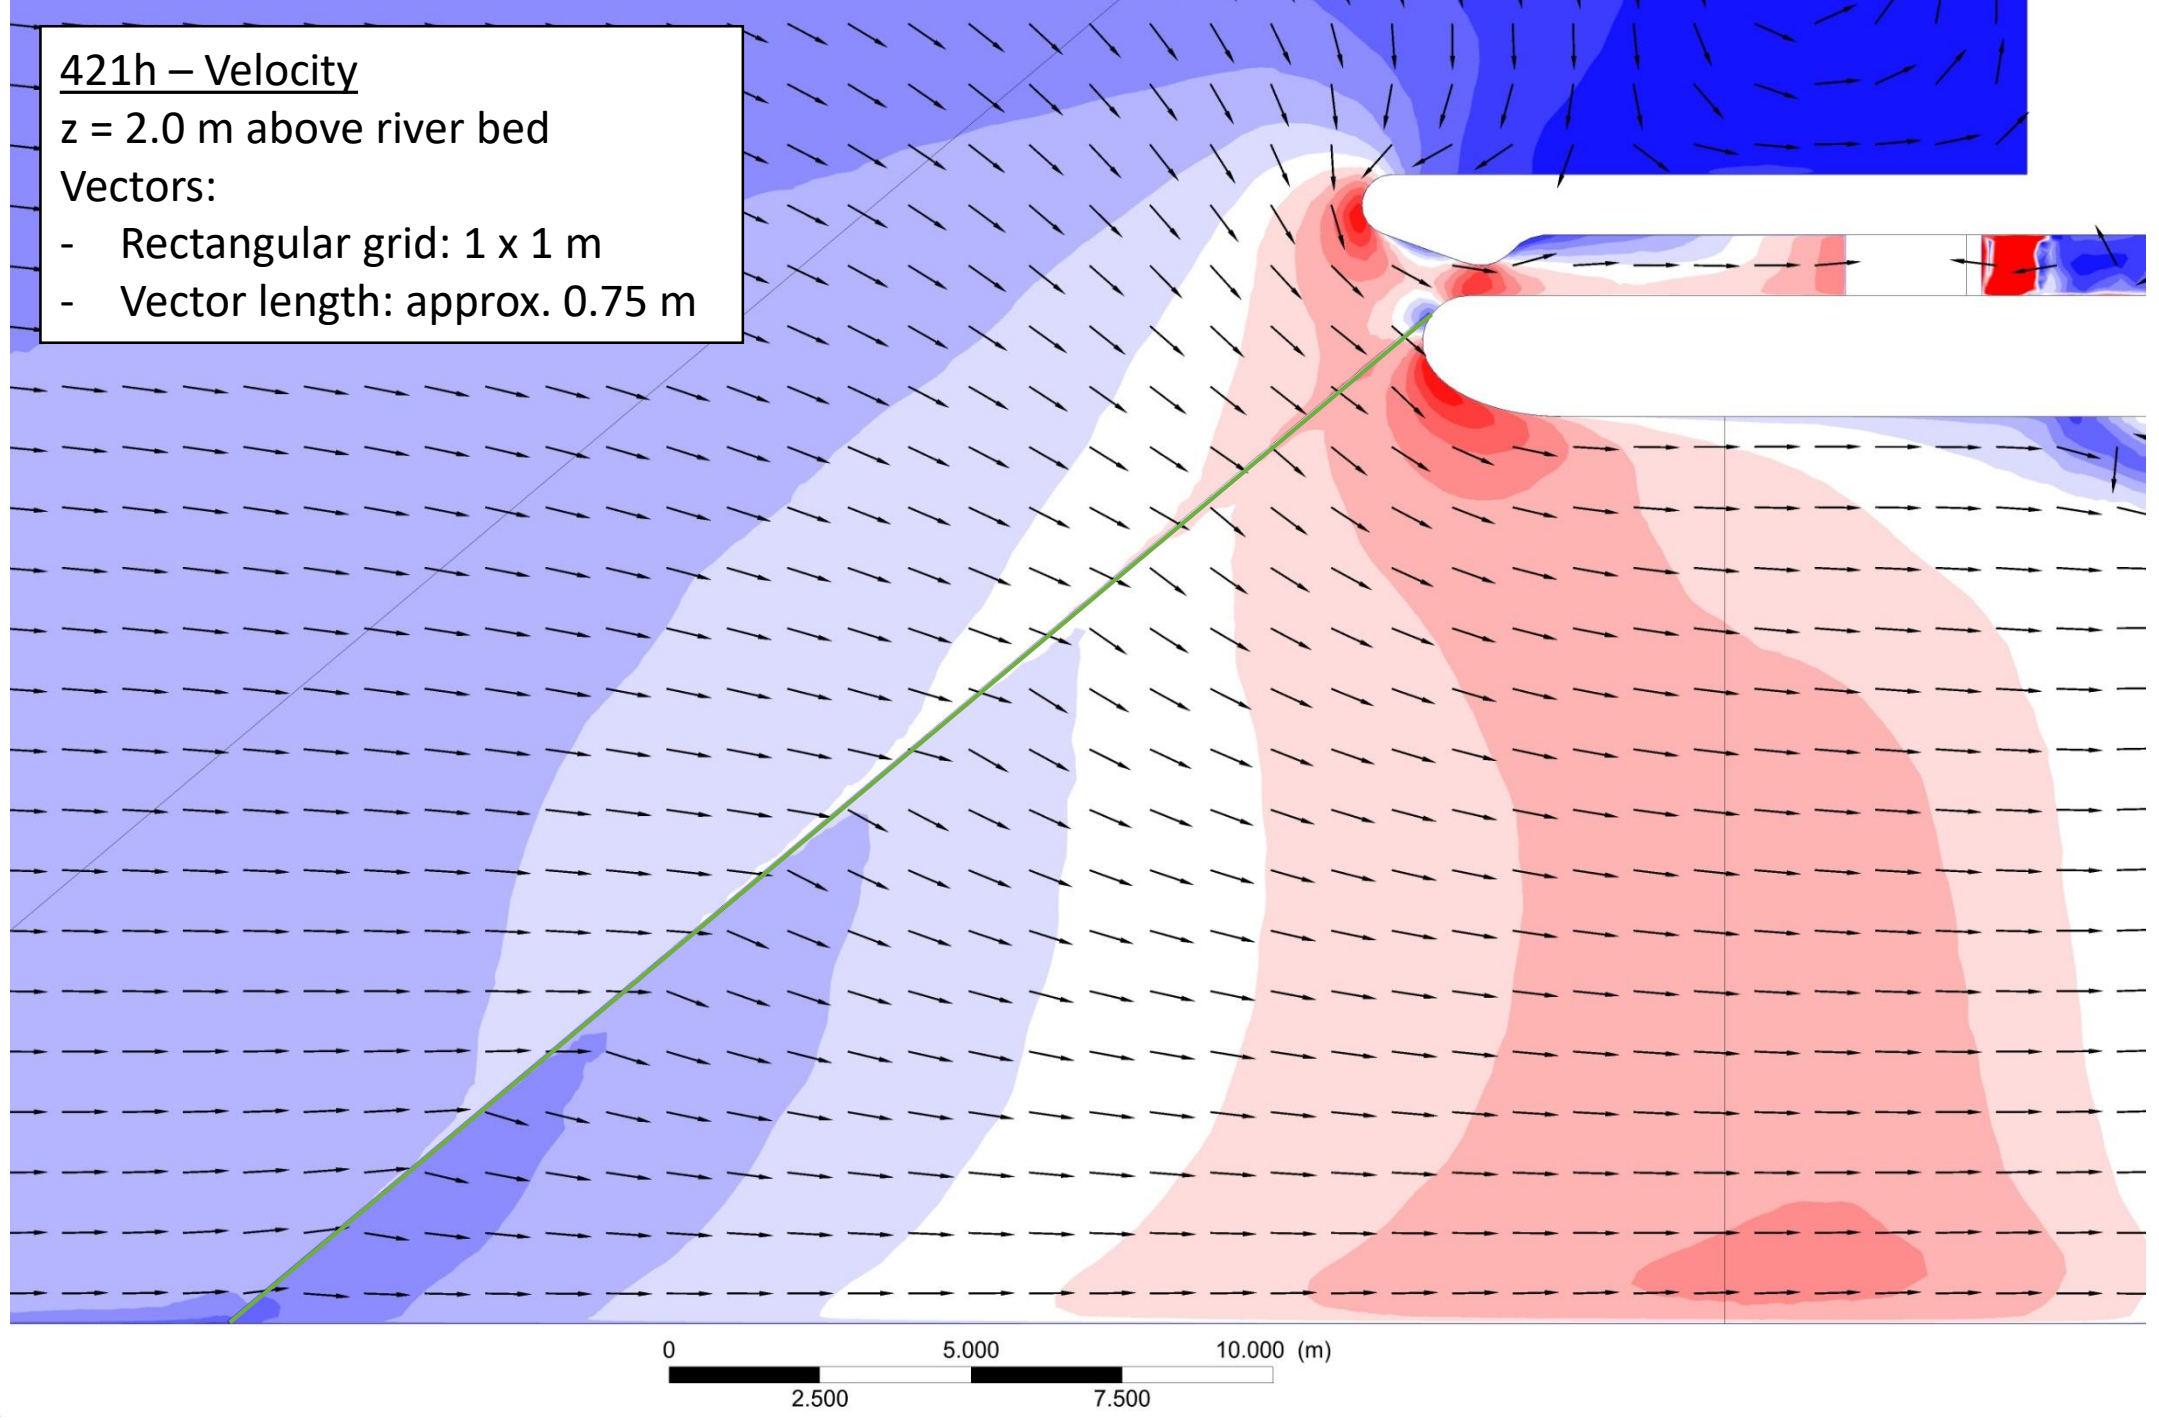 421h – Velocity
z = 2.0 m above river bed
Vectors:
- Rectangular grid: 1 x 1 m
- Vector length: approx. 0.75 m
0 5.000 10.000 (m)
2.500 7.500